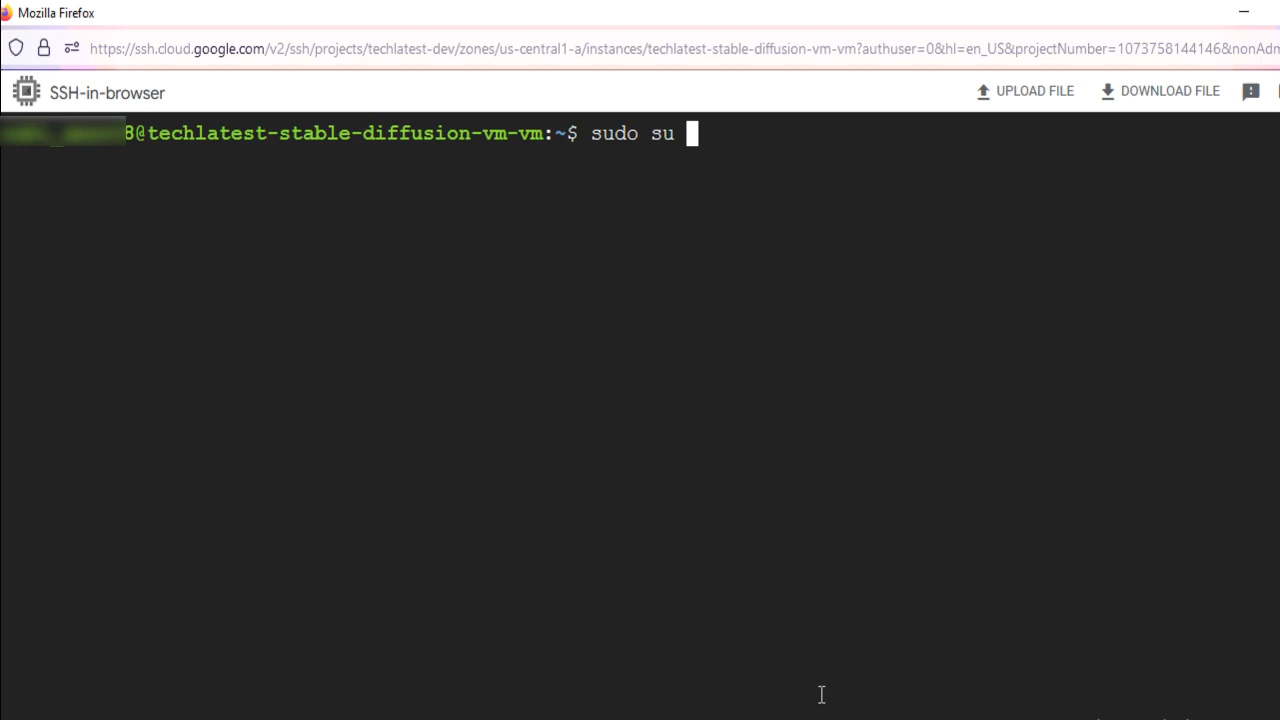 Mozilla Firefox
https://ssh.cloud.google.com/v2/ssh/projects/techlatest-dev/zones/us-central1-a/instances/techlatest-stable-diffusion-vm-vm?authuser=0&hl=en_US&projectNumber=1073758144146&nonAdm
SSH-in-browser
UPLOAD FILE
DOWNLOAD FILE
8@techlatest-stable-diffusion-vm-vm:~$ sudo su